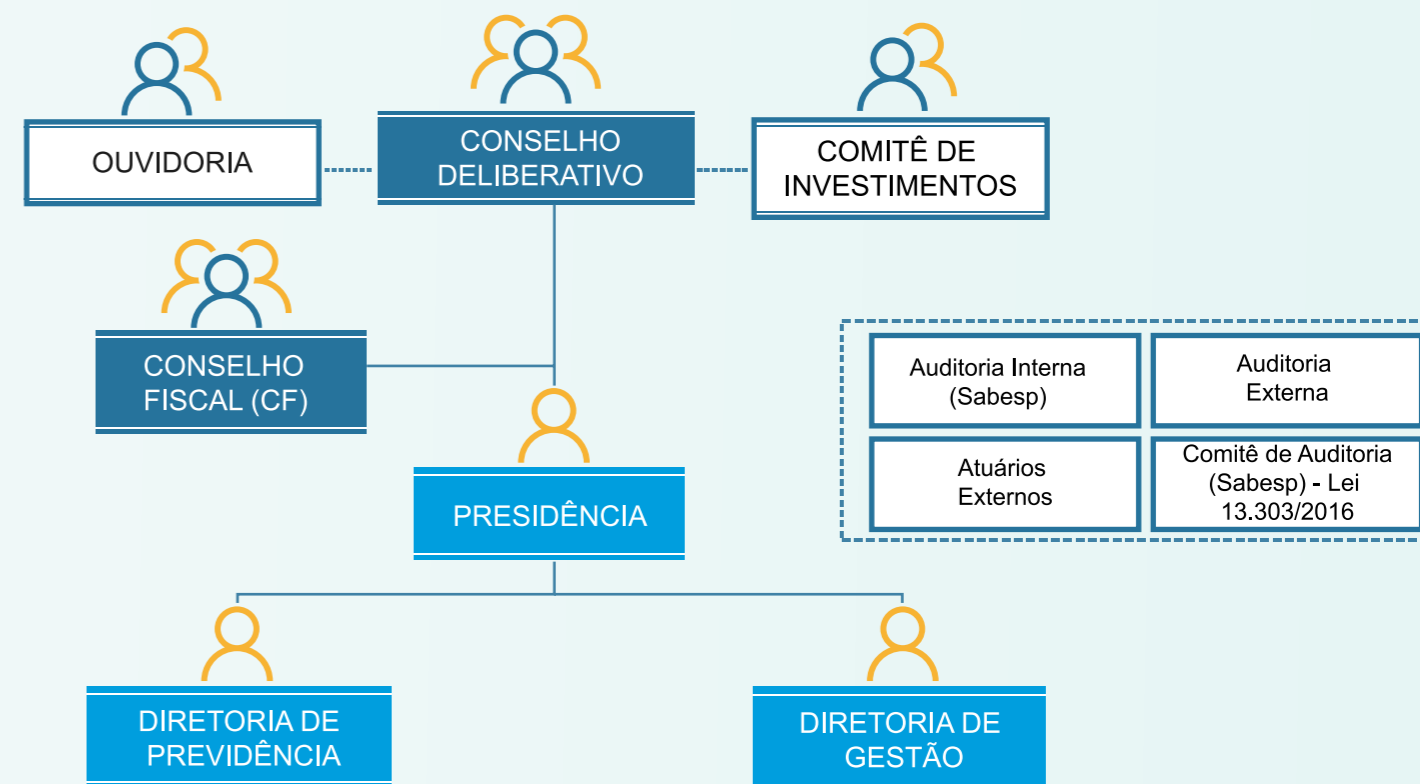 OUVIDORIA
CONSELHO
DELIBERATIVO
COMITÊ DE
INVESTIMENTOS
CONSELHO
FISCAL (CF)
Auditoria Interna
(Sabesp)
Auditoria
Externa
Atuários
Externos
Comitê de Auditoria
(Sabesp) - Lei
13.303/2016
PRESIDÊNCIA
DIRETORIA DE
PREVIDÊNCIA
DIRETORIA DE
GESTÃO